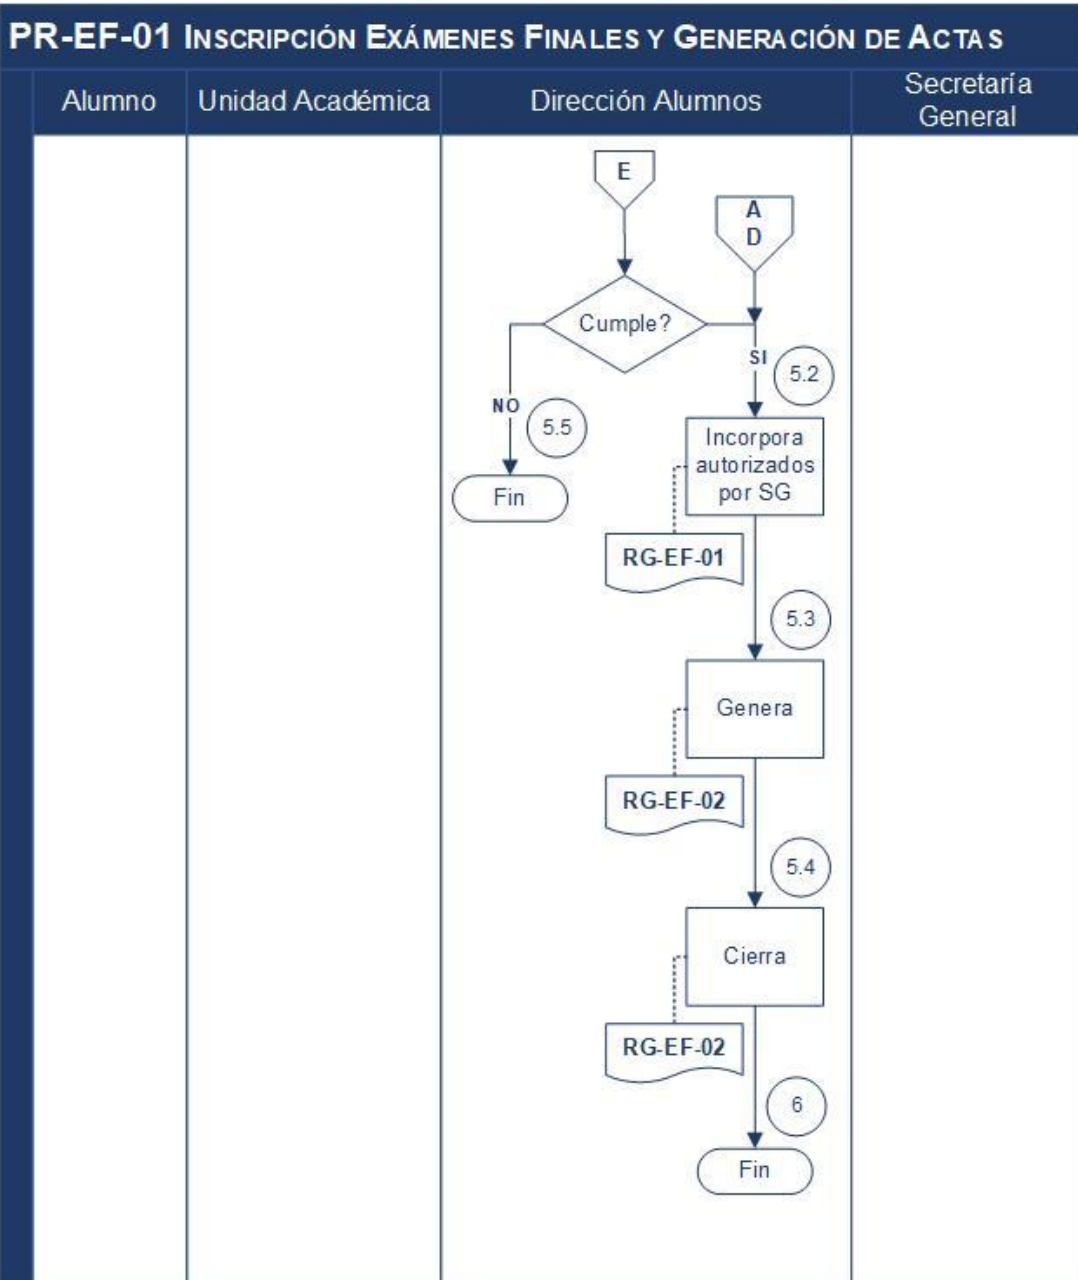 PR-EF-01 INSCRIPCIÓN EXÁMENES FINALES Y GENERACIÓN DE ACTAS
Alumno
Unidad Académica
Dirección Alumnos
Secretaría
General
E
A
D
Cumple?
SI
5.2
NO
5.5
Incorpora
autorizados
por SG
Fin
RG-EF-01
5.3
Genera
RG-EF-02
5.4
Cierra
RG-EF-02
6
Fin